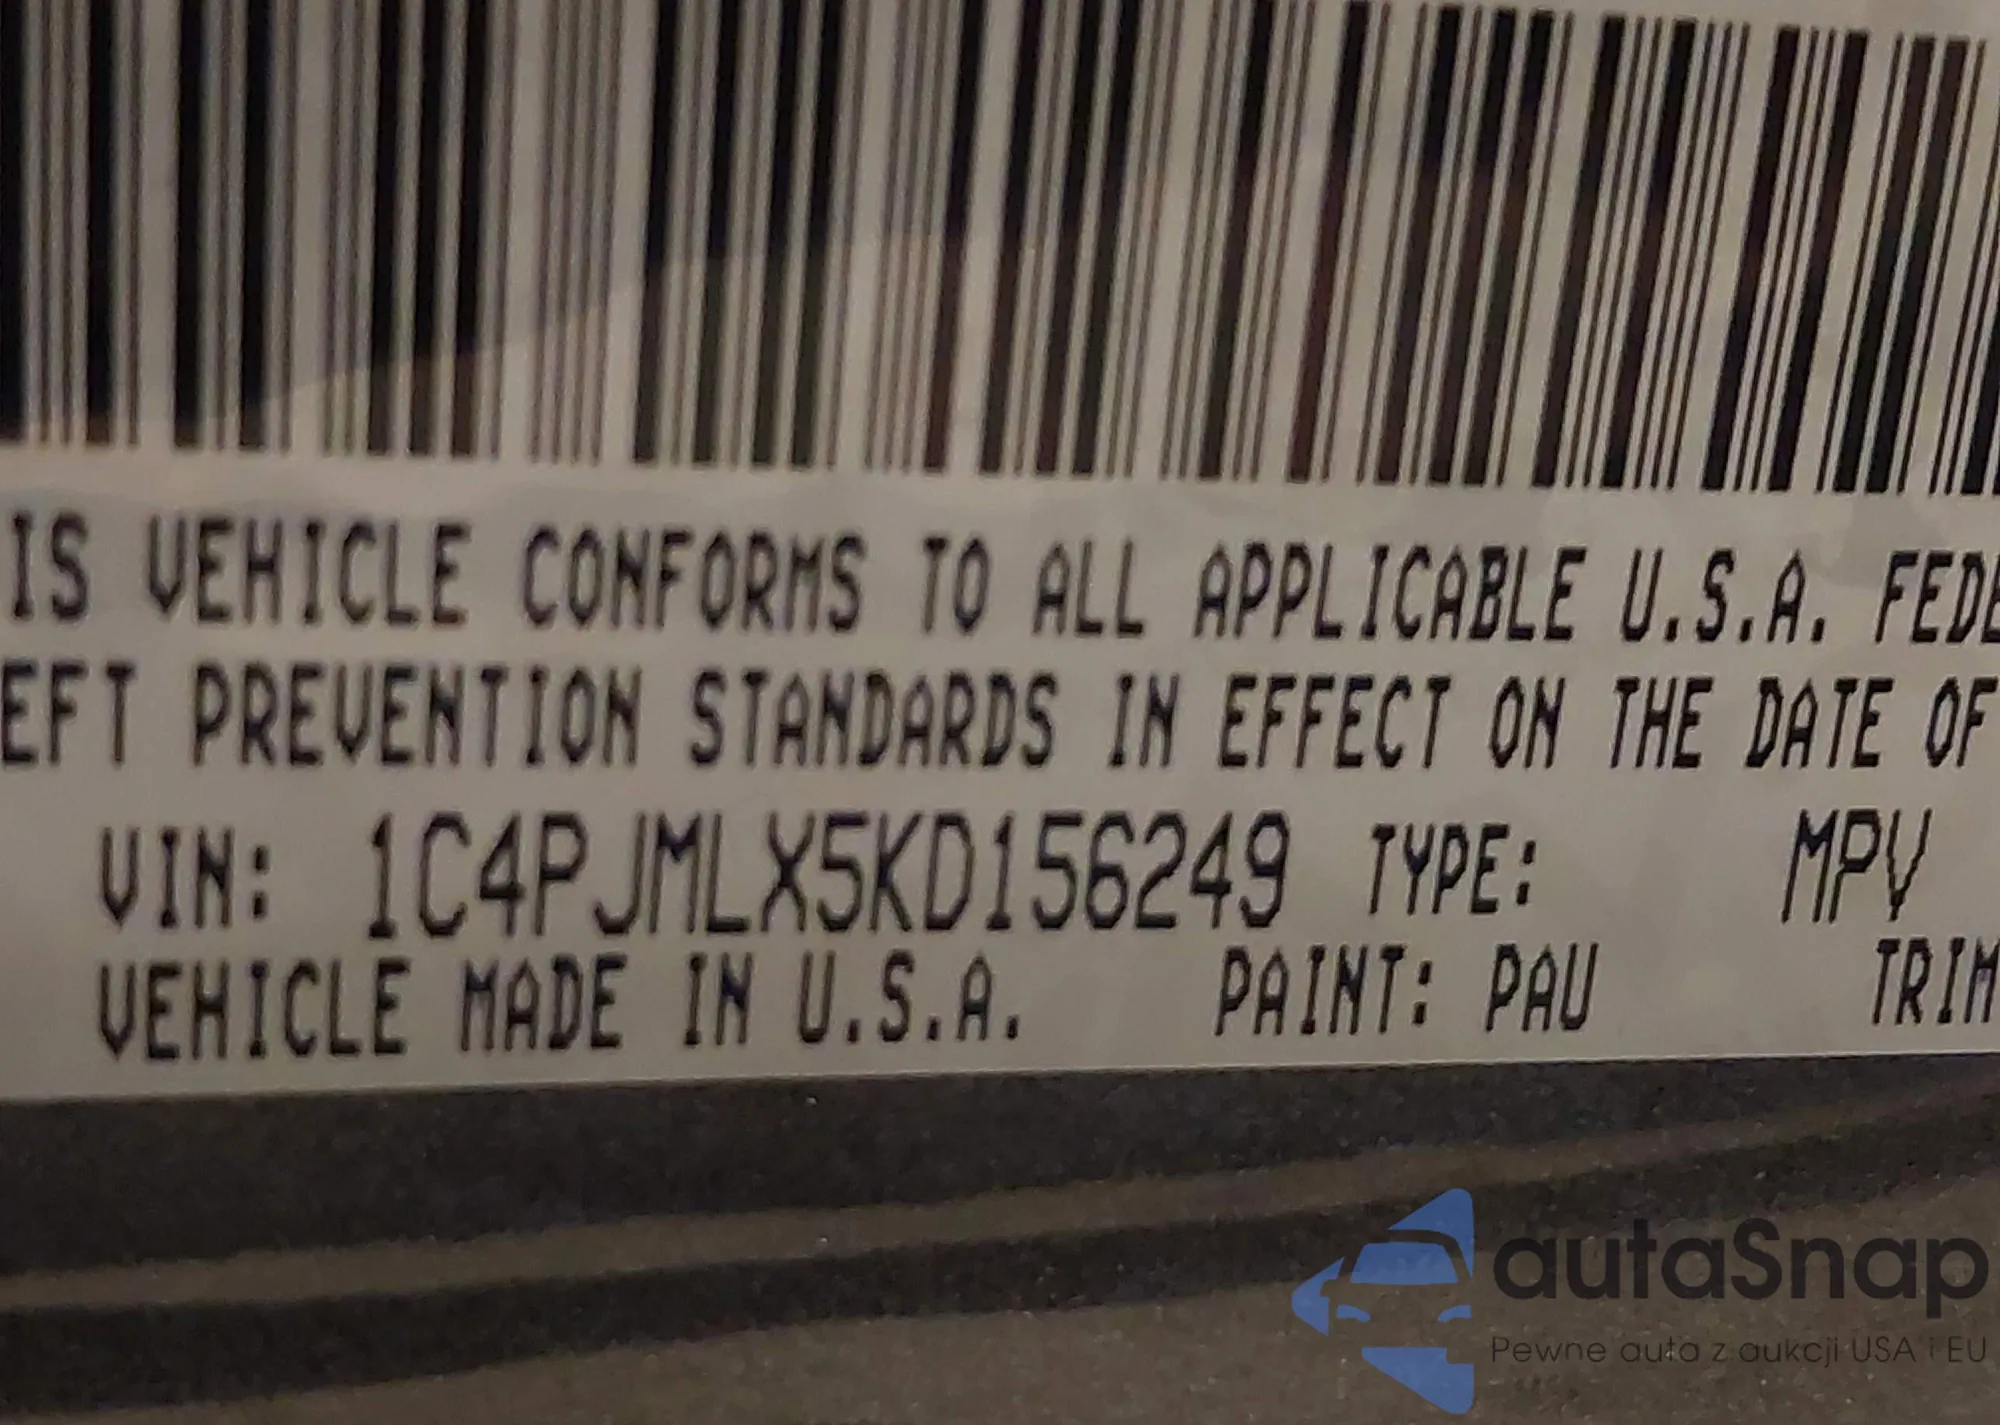 IS VEHICLE CONFORMS TO ALL APPLICABLE U.S.A. FEDE
EFT PREVENTION STANDARDS IN EFFECT ON THE DATE OF
VIN: 1C4PJMLX5KD156249 TYPE: MPV
VEHICLE MADE IN U.S.A. PAINT: PAU TRIM
autaSnap
Pewne auta z aukcji USA i EU